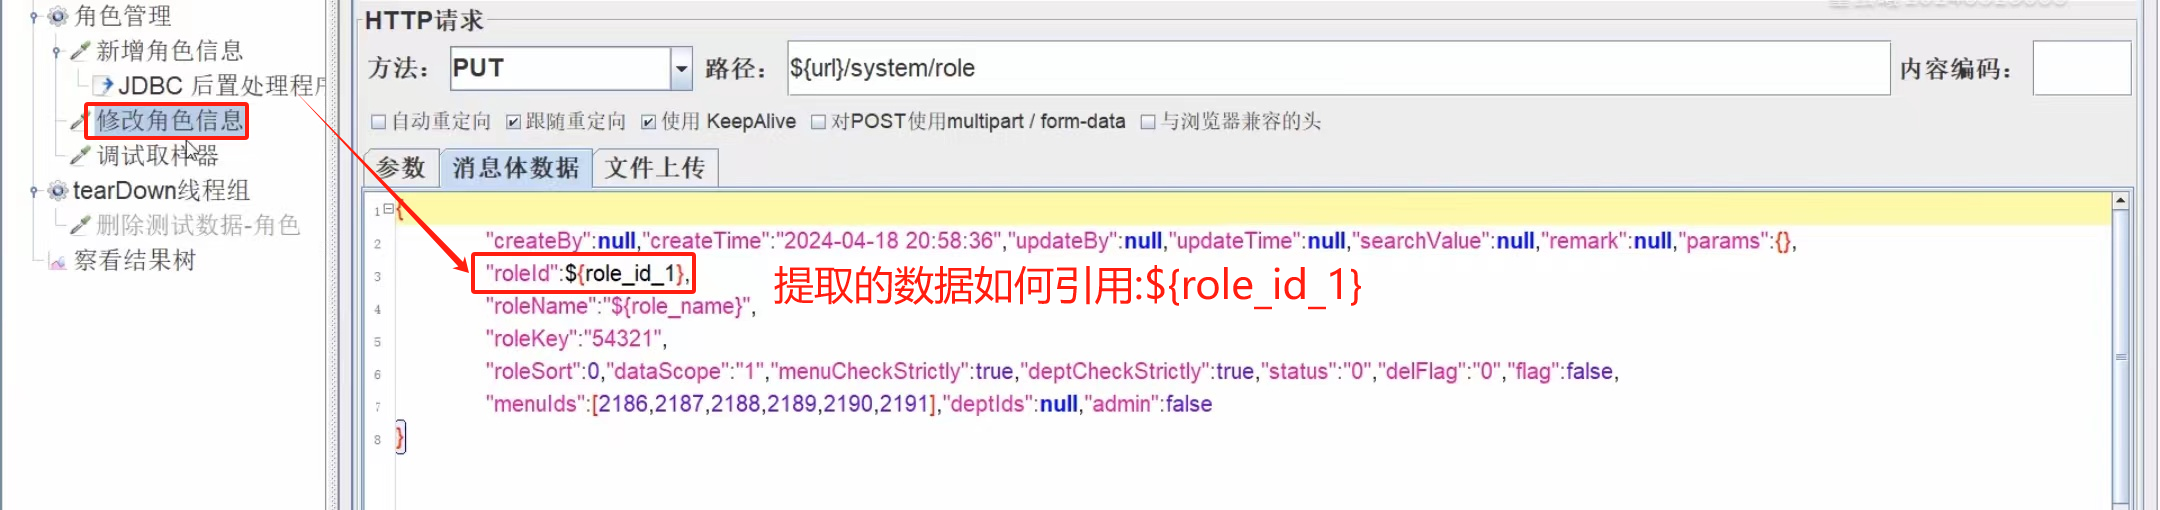 角色管理
新增角色信息
JDBC 后置处理程序
修改角色信息
调试取样器
tearDown线程组
删除测试数据-角色
察看结果树
HTTP请求
方法： PUT 路径： ${url}/system/role 内容编码：
自动重定向 跟随重定向 使用 KeepAlive 对POST使用multipart / form-data 与浏览器兼容的头
参数 消息体数据 文件上传
1 {
2 "createBy":null,"createTime":"2024-04-18 20:58:36","updateBy":null,"updateTime":null,"searchValue":null,"remark":null,"params":{},
3 "roleId":${role_id_1},
提取的数据如何引用:${role_id_1}
4 "roleName":"${role_name}",
5 "roleKey":"54321",
6 "roleSort":0,"dataScope":"1","menuCheckStrictly":true,"deptCheckStrictly":true,"status":"0","delFlag":"0","flag":false,
7 "menuIds":[2186,2187,2188,2189,2190,2191],"deptIds":null,"admin":false
8 }